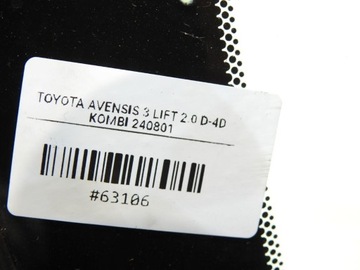 TOYOTA AVENSIS 3 LIFT 2.0 D-4D
KOMBI 240801
#63106